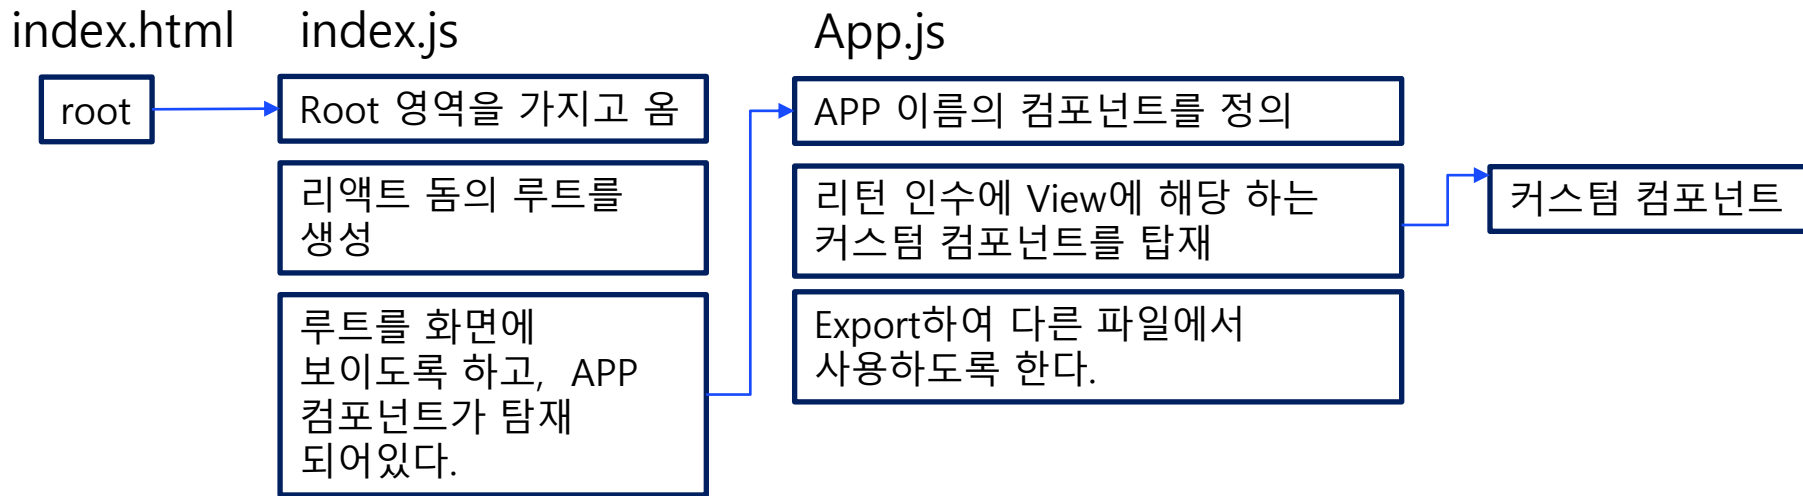 index.html
index.js
App.js
root
Root 영역을 가지고 옴
리액트 돔의 루트를
생성
루트를 화면에
보이도록 하고, APP
컴포넌트가 탑재
되어있다.
APP 이름의 컴포넌트를 정의
리턴 인수에 View에 해당 하는
커스텀 컴포넌트를 탑재
Export하여 다른 파일에서
사용하도록 한다.
커스텀 컴포넌트